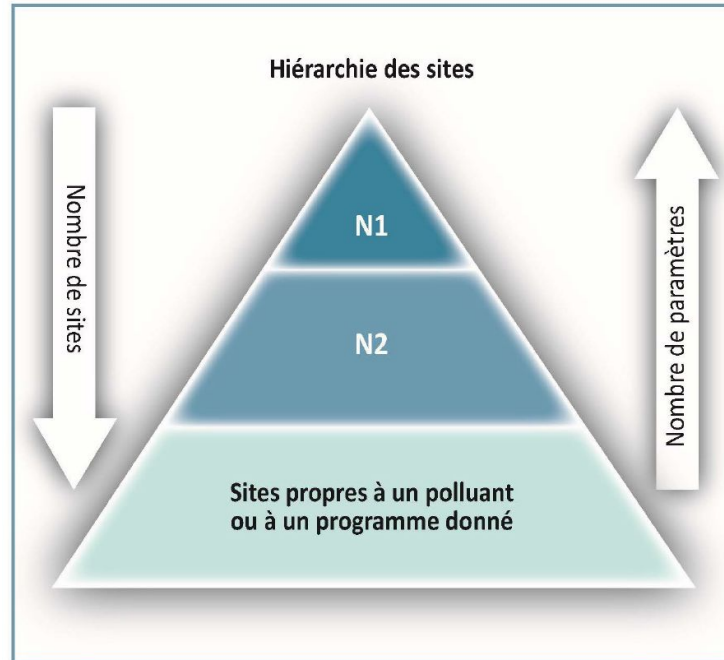 Hiérarchie des sites
Nombre de sites
N1
N2
Nombre de paramètres
Sites propres à un polluant
ou à un programme donné